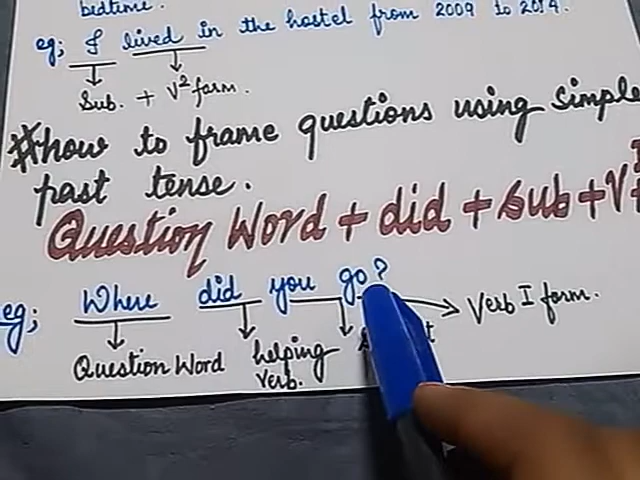 bedtime.
eg; I lived in the hostel from 2009 to 2014.
Sub. + V² form.
*how to frame questions using simple
past tense.
Question Word + did + sub + V
eg; Where did you go?
Question Word helping verb. Verb I form.